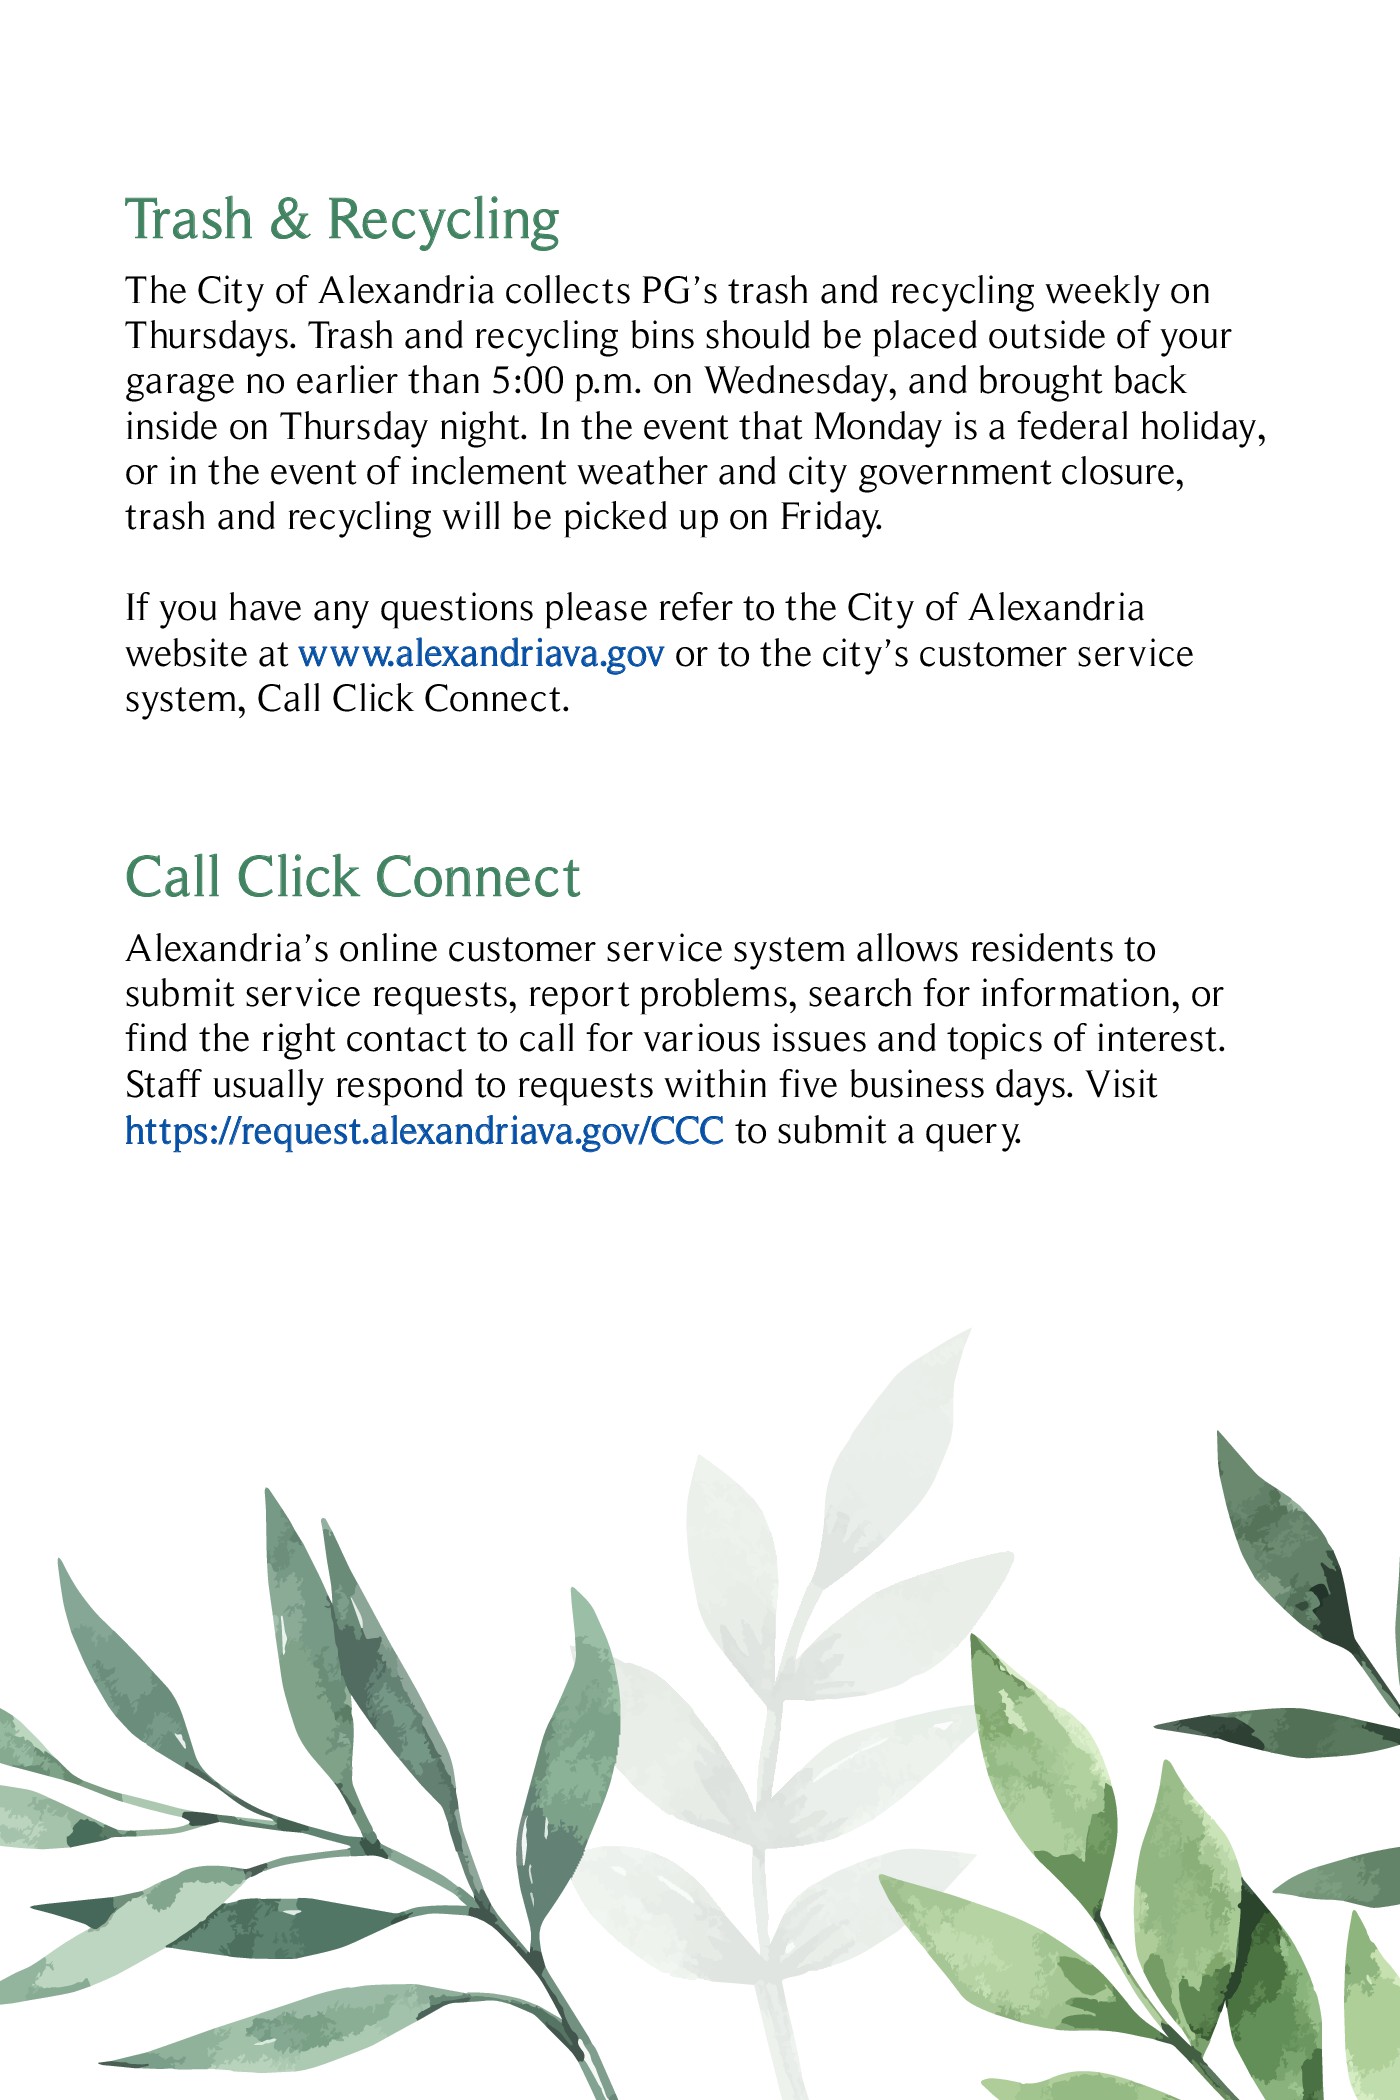 Trash & Recycling
The City of Alexandria collects PG’s trash and recycling weekly on
Thursdays. Trash and recycling bins should be placed outside of your
garage no earlier than 5:00 p.m. on Wednesday, and brought back
inside on Thursday night. In the event that Monday is a federal holiday,
or in the event of inclement weather and city government closure,
trash and recycling will be picked up on Friday.
If you have any questions please refer to the City of Alexandria
website at www.alexandriava.gov or to the city’s customer service
system, Call Click Connect.
Call Click Connect
Alexandria’s online customer service system allows residents to
submit service requests, report problems, search for information, or
find the right contact to call for various issues and topics of interest.
Staff usually respond to requests within five business days. Visit
https://request.alexandriava.gov/CCC to submit a query.